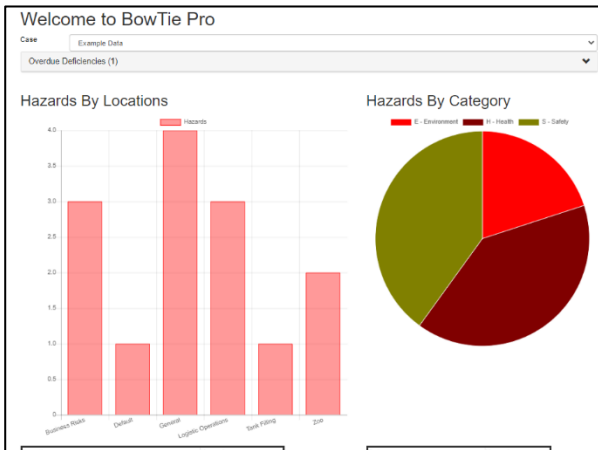 Welcome to BowTie Pro
Case
Example Data
Overdue Deficiencies (1)
Hazards By Locations
Hazards
4.0
3.5
3.0
2.5
2.0
1.5
1.0
0.5
0
Business Risks
Default
General
Logistic Operations
Tank Filling
Zoe
Hazards By Category
E - Environment H - Health S - Safety